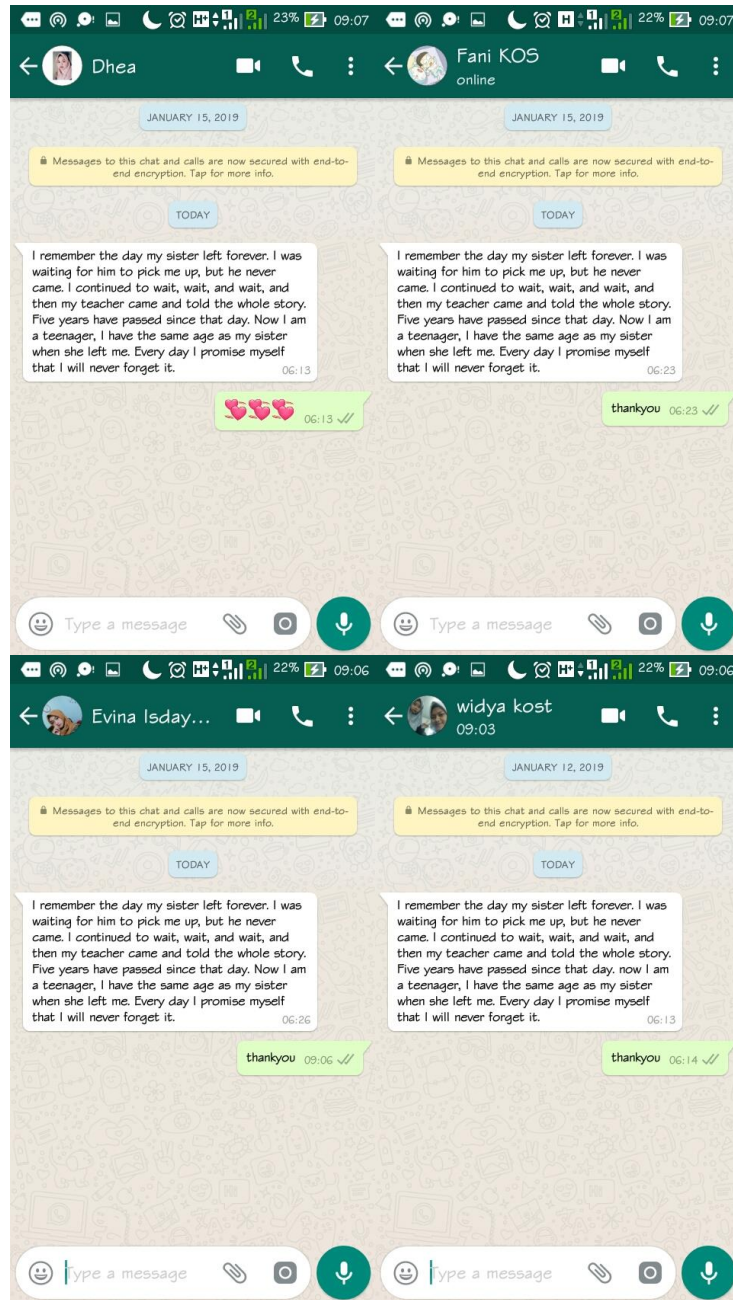 23% 09:07
Dhea
JANUARY 15, 2019
Messages to this chat and calls are now secured with end-to-
end encryption. Tap for more info.
TODAY
I remember the day my sister left forever. I was
waiting for him to pick me up, but he never
came. I continued to wait, wait, and wait, and
then my teacher came and told the whole story.
Five years have passed since that day. Now I am
a teenager, I have the same age as my sister
when she left me. Every day I promise myself
that I will never forget it. 06:13
06:13
Type a message
22% 09:07
Fani KOS
online
JANUARY 15, 2019
Messages to this chat and calls are now secured with end-to-
end encryption. Tap for more info.
TODAY
I remember the day my sister left forever. I was
waiting for him to pick me up, but he never
came. I continued to wait, wait, and wait, and
then my teacher came and told the whole story.
Five years have passed since that day. Now I am
a teenager, I have the same age as my sister
when she left me. Every day I promise myself
that I will never forget it. 06:23
thankyou 06:23
Type a message
22% 09:06
Evina Isday...
JANUARY 15, 2019
Messages to this chat and calls are now secured with end-to-
end encryption. Tap for more info.
TODAY
I remember the day my sister left forever. I was
waiting for him to pick me up, but he never
came. I continued to wait, wait, and wait, and
then my teacher came and told the whole story.
Five years have passed since that day. Now I am
a teenager, I have the same age as my sister
when she left me. Every day I promise myself
that I will never forget it. 06:26
thankyou 09:06
Type a message
22% 09:06
widya kost
09:03
JANUARY 12, 2019
Messages to this chat and calls are now secured with end-to-
end encryption. Tap for more info.
TODAY
I remember the day my sister left forever. I was
waiting for him to pick me up, but he never
came. I continued to wait, wait, and wait, and
then my teacher came and told the whole story.
Five years have passed since that day. now I am
a teenager, I have the same age as my sister
when she left me. Every day I promise myself
that I will never forget it. 06:13
thankyou 06:14
Type a message